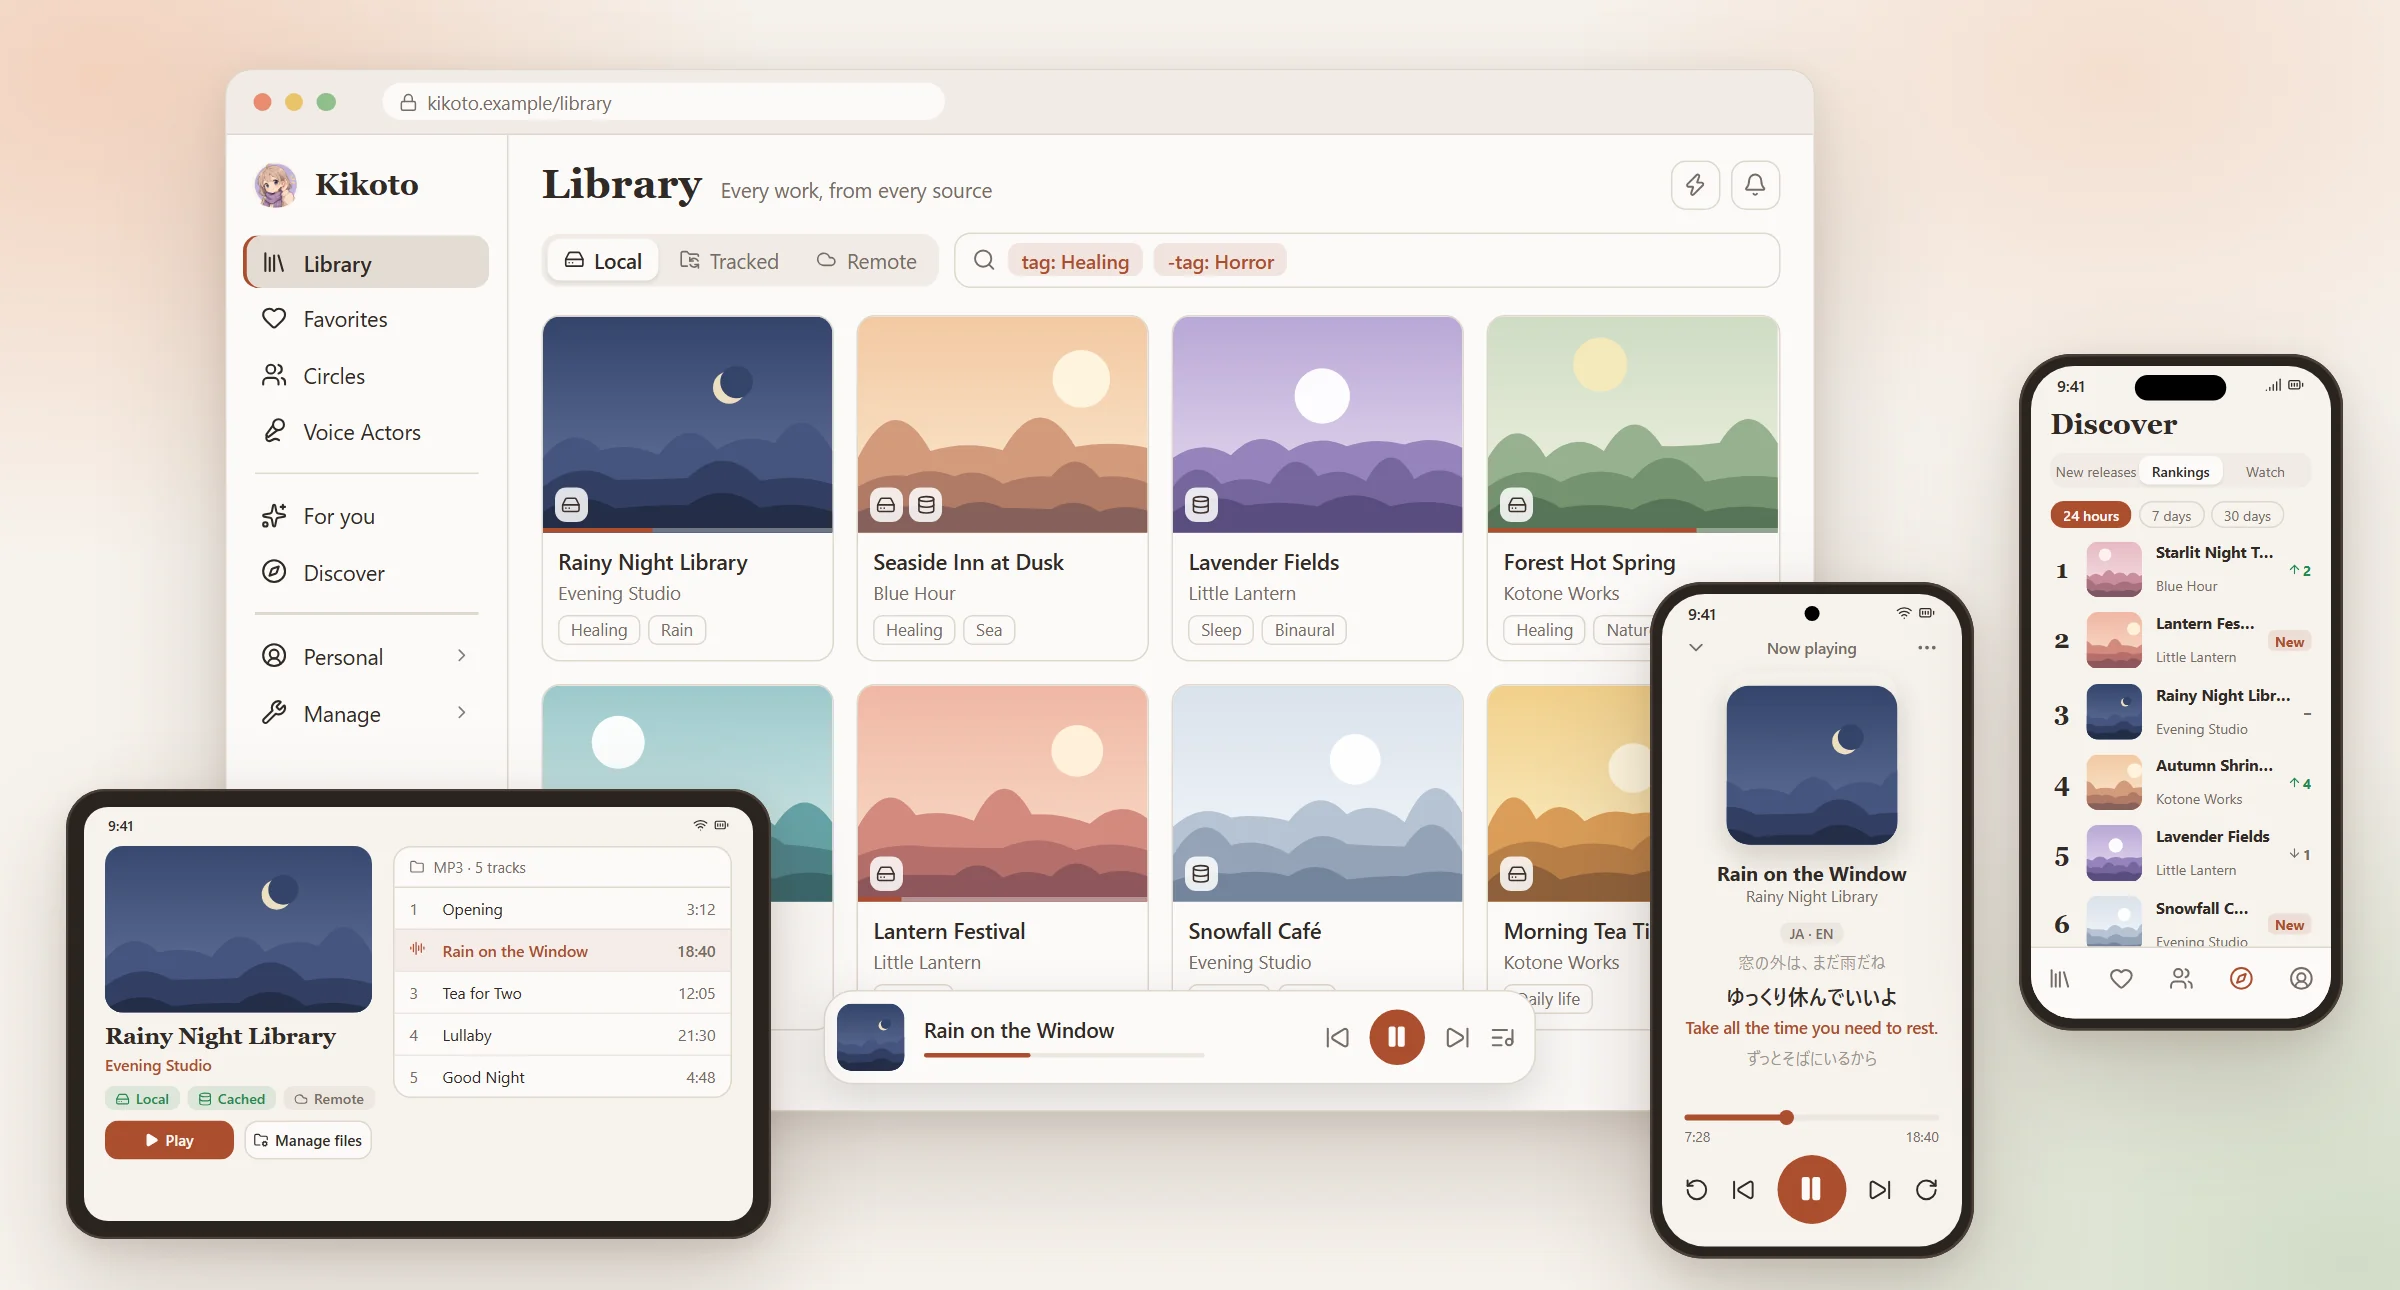 kikoto.example/library
Kikoto
Library
Favorites
Circles
Voice Actors
For you
Discover
Personal
Manage
Library Every work, from every source
Local Tracked Remote
tag: Healing -tag: Horror
Rainy Night Library
Evening Studio
Healing Rain
Seaside Inn at Dusk
Blue Hour
Healing Sea
Lavender Fields
Little Lantern
Sleep Binaural
Forest Hot Spring
Kotone Works
Healing Natur
Lantern Festival
Little Lantern
Snowfall Café
Evening Studio
Morning Tea Ti
Kotone Works
Daily life
Rain on the Window
9:41
Rainy Night Library
Evening Studio
Local Cached Remote
Play Manage files
MP3 · 5 tracks
1 Opening 3:12
Rain on the Window 18:40
3 Tea for Two 12:05
4 Lullaby 21:30
5 Good Night 4:48
9:41
Now playing
Rain on the Window
Rainy Night Library
JA · EN
窓の外は、まだ雨だね
ゆっくり休んでいいよ
Take all the time you need to rest.
ずっとそばにいるから
7:28 18:40
9:41
Discover
New releases Rankings Watch
24 hours 7 days 30 days
1 Starlit Night T... ↑2
Blue Hour
2 Lantern Fes... New
Little Lantern
3 Rainy Night Libr... –
Evening Studio
4 Autumn Shrin... ↑4
Kotone Works
5 Lavender Fields ↓1
Little Lantern
6 Snowfall C... New
Evening Studio